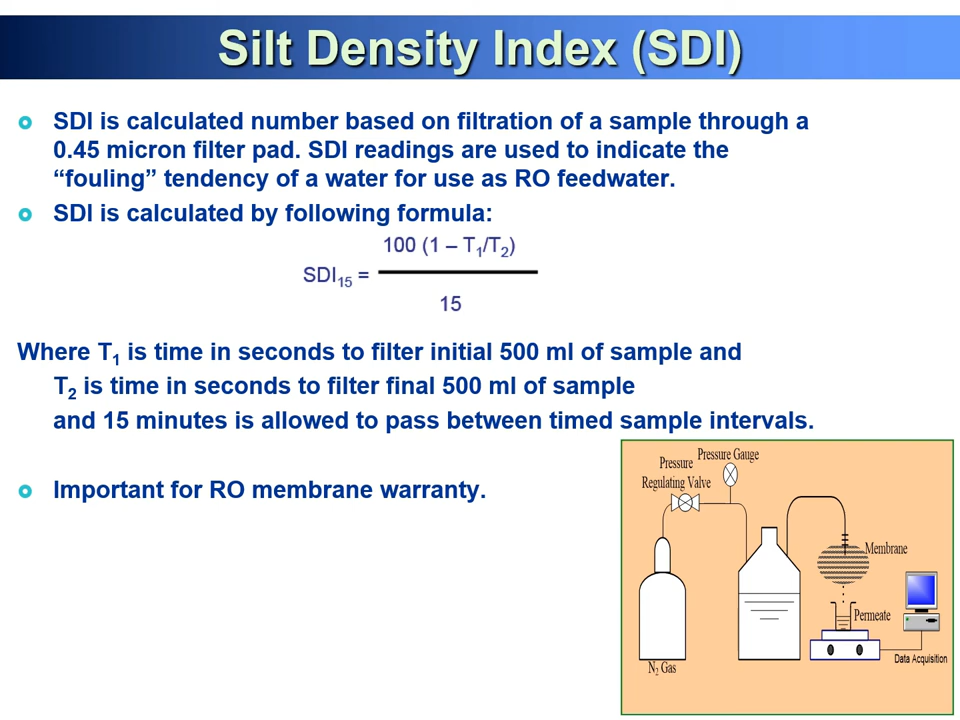 Silt Density Index (SDI)
SDI is calculated number based on filtration of a sample through a
0.45 micron filter pad. SDI readings are used to indicate the
“fouling” tendency of a water for use as RO feedwater.
SDI is calculated by following formula:
100 (1 – T1/T2)
SDI15 =
15
Where T1 is time in seconds to filter initial 500 ml of sample and
T2 is time in seconds to filter final 500 ml of sample
and 15 minutes is allowed to pass between timed sample intervals.
Important for RO membrane warranty.
Pressure Gauge
Pressure
Regulating Valve
Membrane
Permeate
Data Acquisition
N2 Gas